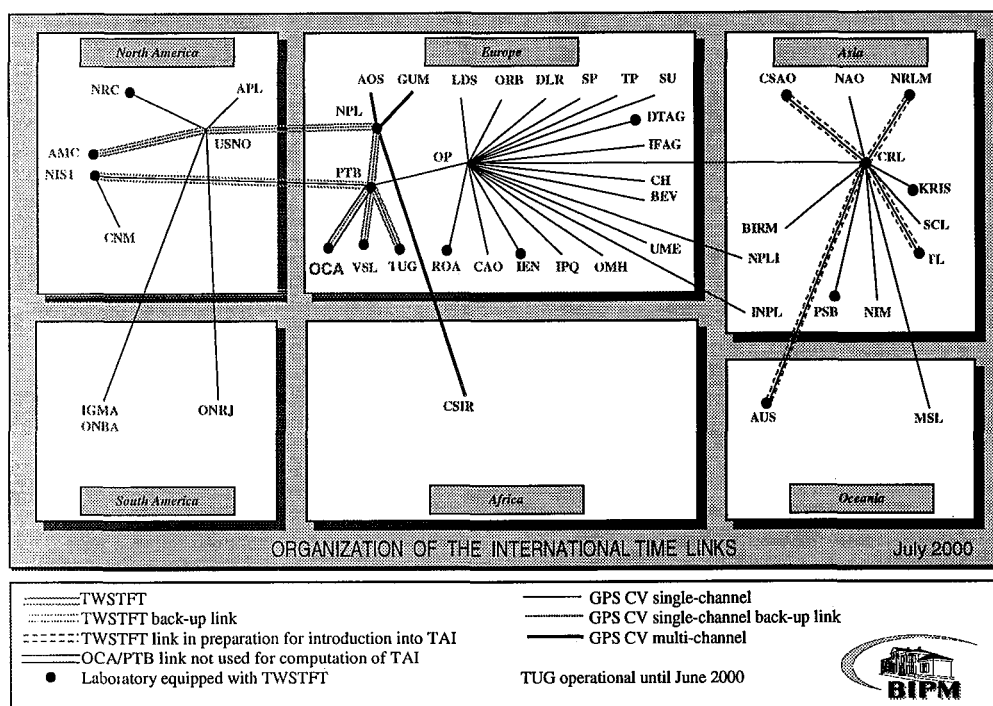 North America
Europe
Asia
NRC
APL
AOS
GUM
LDS
ORB
DLR
SP
TP
SU
CSAO
NAO
NRLM
NPL
DTAG
USNO
IFAG
AMC
OP
CRL
NIST
PTB
CH
KRIS
BEV
SCL
CNM
BIRM
UME
TL
NPLI
OCA
VSL
TUG
ROA
CAO
IEN
IPQ
OMH
INPL
PSB
NIM
IGMA
ONBA
ONRJ
CSIR
AUS
MSL
South America
Africa
Oceania
ORGANIZATION OF THE INTERNATIONAL TIME LINKS
July 2000
TWSTFT
TWSTFT back-up link
TWSTFT link in preparation for introduction into TAI
OCA/PTB link not used for computation of TAI
Laboratory equipped with TWSTFT
GPS CV single-channel
GPS CV single-channel back-up link
GPS CV multi-channel
TUG operational until June 2000
BIPM